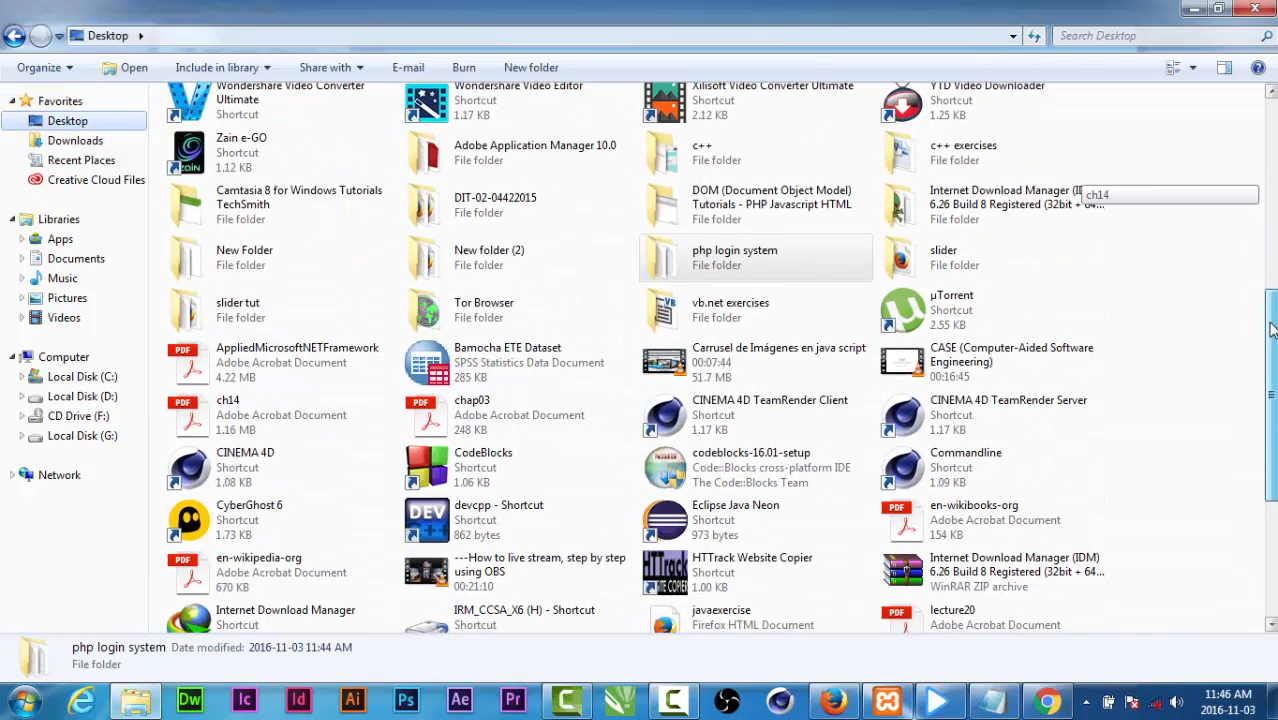 Desktop
Search Desktop
Organize
Open
Include in library
Share with
E-mail
Burn
New folder
Favorites
Desktop
Downloads
Recent Places
Creative Cloud Files
Libraries
Apps
Documents
Music
Pictures
Videos
Computer
Local Disk (C:)
Local Disk (D:)
CD Drive (F:)
Local Disk (G:)
Network
Wondershare Video Converter
Ultimate
Shortcut
Wondershare Video Editor
Shortcut
1.17 KB
Xilisoft Video Converter Ultimate
Shortcut
2.12 KB
YTD Video Downloader
Shortcut
1.25 KB
Zain e-GO
Shortcut
1.12 KB
Adobe Application Manager 10.0
File folder
c++
File folder
c++ exercises
File folder
Camtasia 8 for Windows Tutorials
TechSmith
File folder
DIT-02-04422015
File folder
DOM (Document Object Model)
Tutorials - PHP Javascript HTML
File folder
Internet Download Manager
6.26 Build 8 Registered (32bit +
File folder
ch14
New Folder
File folder
New folder (2)
File folder
php login system
File folder
slider
File folder
slider tut
File folder
Tor Browser
File folder
vb.net exercises
File folder
µTorrent
Shortcut
2.55 KB
AppliedMicrosoftNETFramework
Adobe Acrobat Document
4.22 MB
Bamocha ETE Dataset
SPSS Statistics Data Document
285 KB
Carrusel de Imágenes en java script
00:07:44
51.7 MB
CASE (Computer-Aided Software
Engineering)
00:16:45
ch14
Adobe Acrobat Document
1.16 MB
chap03
Adobe Acrobat Document
248 KB
CINEMA 4D TeamRender Client
Shortcut
1.17 KB
CINEMA 4D TeamRender Server
Shortcut
1.17 KB
CINEMA 4D
Shortcut
1.08 KB
CodeBlocks
Shortcut
1.06 KB
codeblocks-16.01-setup
Code::Blocks cross-platform IDE
The Code::Blocks Team
Commandline
Shortcut
1.09 KB
CyberGhost 6
Shortcut
1.73 KB
devcpp - Shortcut
Shortcut
862 bytes
Eclipse Java Neon
Shortcut
973 bytes
en-wikibooks-org
Adobe Acrobat Document
154 KB
en-wikipedia-org
Adobe Acrobat Document
670 KB
---How to live stream, step by step
using OBS
00:21:10
HTTrack Website Copier
Shortcut
1.00 KB
Internet Download Manager (IDM)
6.26 Build 8 Registered (32bit + 64...
WinRAR ZIP archive
Internet Download Manager
Shortcut
IRM_CCSA_X6 (H) - Shortcut
Shortcut
javaexercise
Firefox HTML Document
lecture20
Adobe Acrobat Document
php login system Date modified: 2016-11-03 11:44 AM
File folder
11:46 AM
2016-11-03